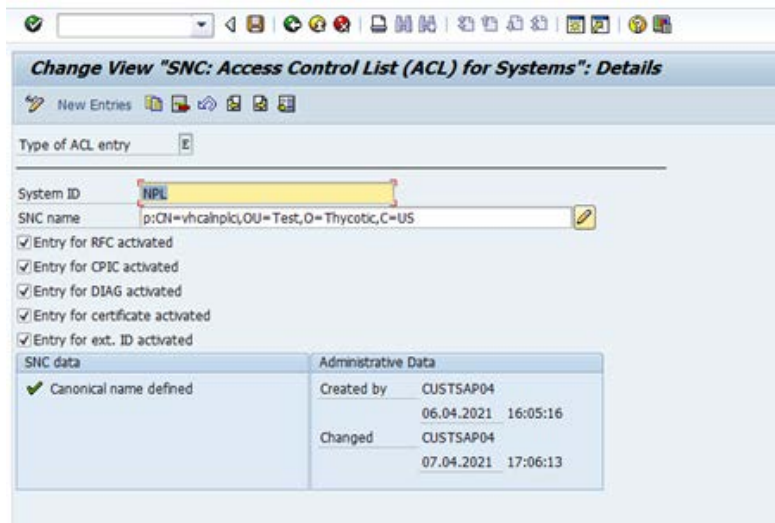 Change View "SNC: Access Control List (ACL) for Systems": Details
New Entries
Type of ACL entry E
System ID NPL
SNC name p:CN=vhcalnplci,OU=Test,O=Thycotic,C=US
Entry for RFC activated
Entry for CPIC activated
Entry for DIAG activated
Entry for certificate activated
Entry for ext. ID activated
SNC data Administrative Data
Canonical name defined Created by CUSTSAP04
06.04.2021 16:05:16
Changed CUSTSAP04
07.04.2021 17:06:13